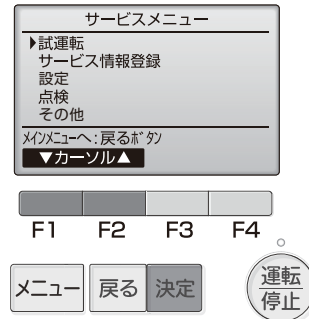 サービスメニュー
▶試運転
サービス情報登録
設定
点検
その他
ﾒｲﾝﾒﾆｭｰへ:戻るﾎﾞﾀﾝ
▼カーソル▲
F1 F2 F3 F4
メニュー 戻る 決定 運転
停止